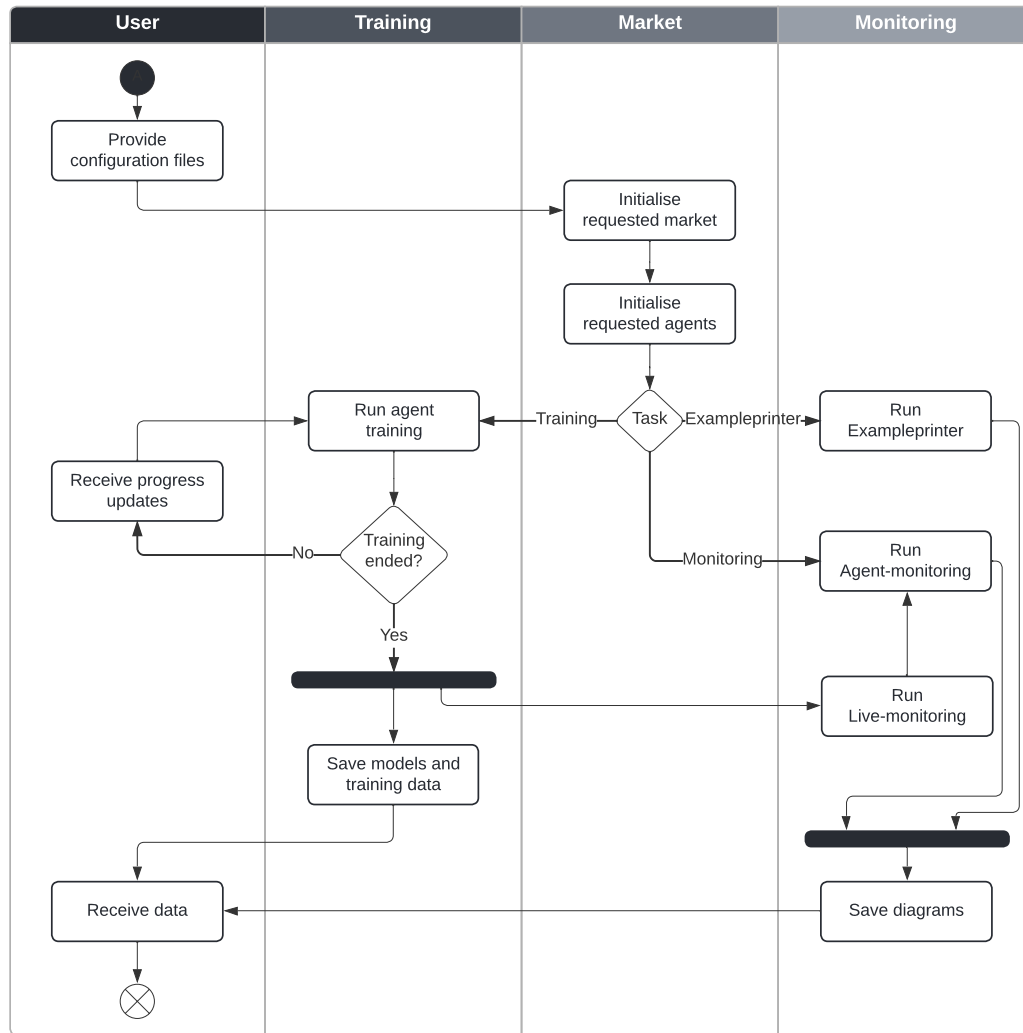 User
Training
Market
Monitoring
Provide
configuration files
Initialise
requested market
Initialise
requested agents
Run agent
training
Training
Task
Exampleprinter
Run
Exampleprinter
Receive progress
updates
No
Training
ended?
Monitoring
Run
Agent-monitoring
Yes
Run
Live-monitoring
Save models and
training data
Receive data
Save diagrams